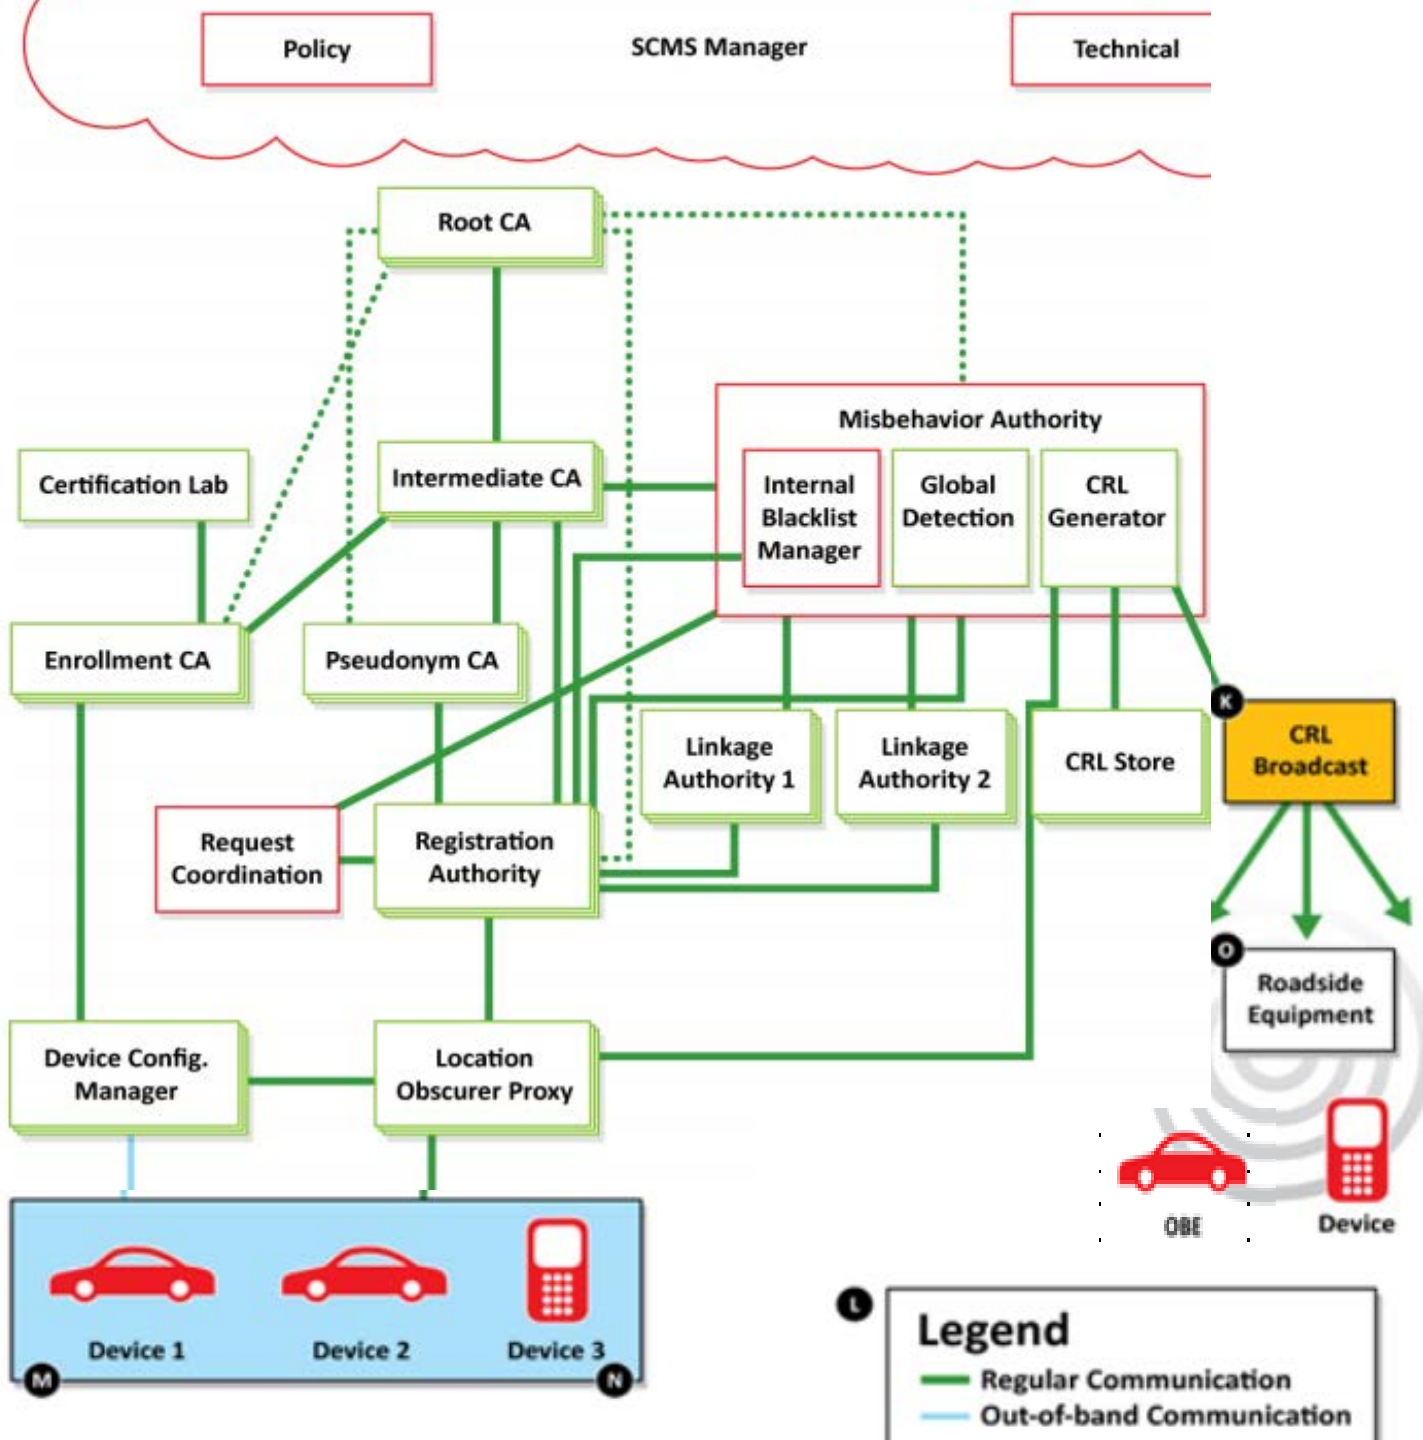 Policy
SCMS Manager
Technical
Root CA
Misbehavior Authority
Certification Lab
Intermediate CA
Internal
Blacklist
Manager
Global
Detection
CRL
Generator
Enrollment CA
Pseudonym CA
K
Linkage
Authority 1
Linkage
Authority 2
CRL Store
CRL
Broadcast
Request
Coordination
Registration
Authority
O
Roadside
Equipment
Device Config.
Manager
Location
Obscurer Proxy
OBE
Device
Device 1
Device 2
Device 3
M
N
L
Legend
Regular Communication
Out-of-band Communication